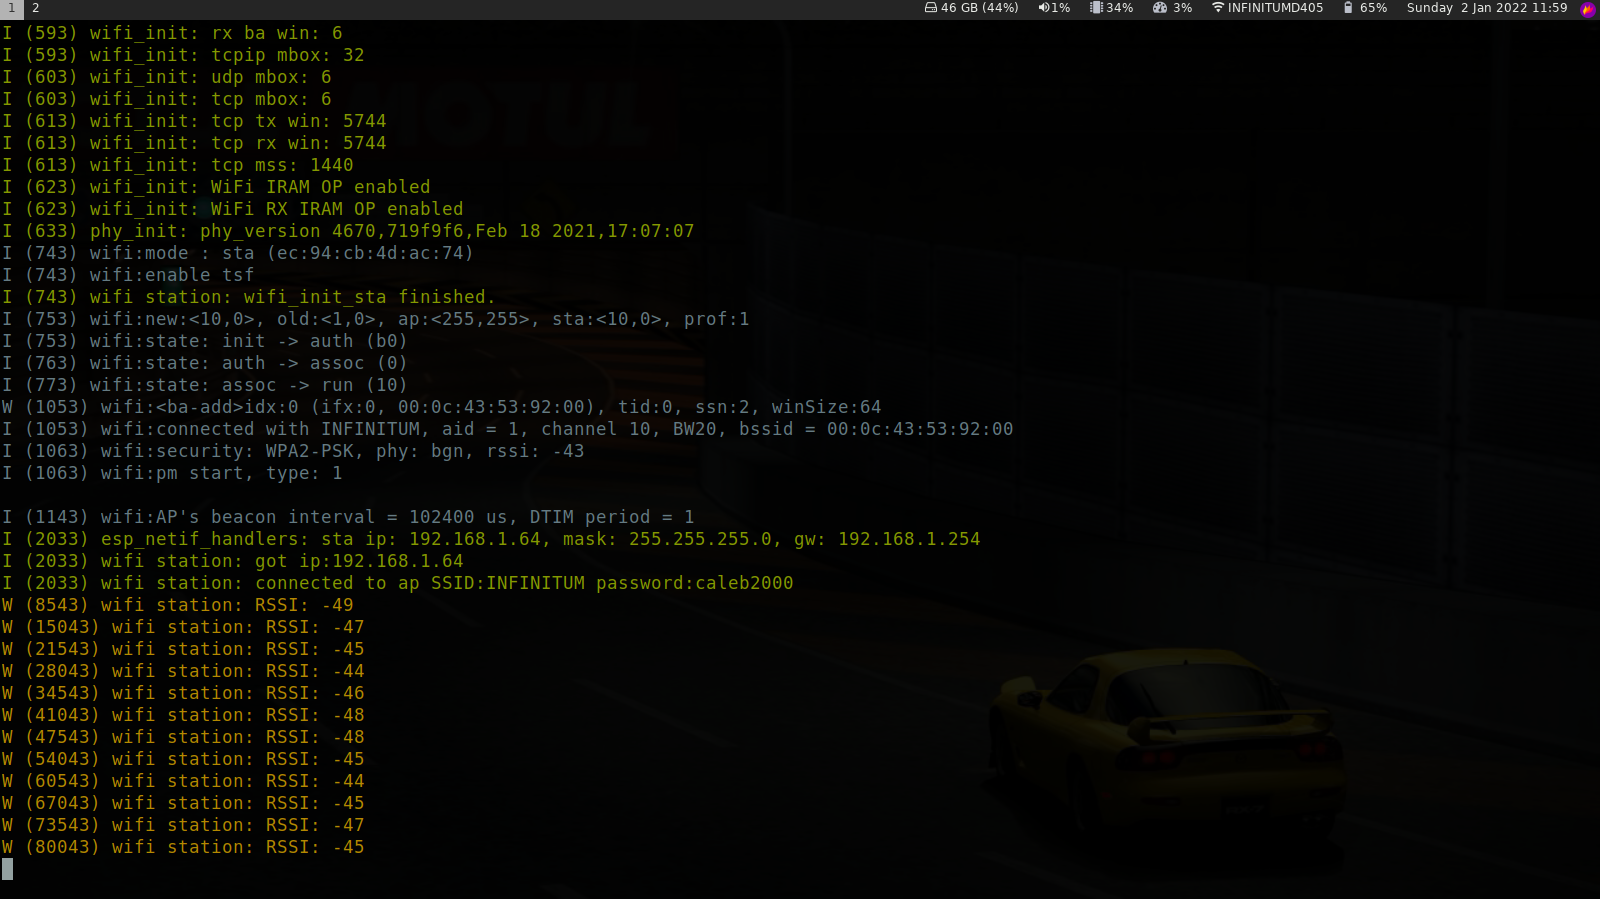 1 2 46 GB (44%) 1% 34% 3% INFINITUMD405 65% Sunday 2 Jan 2022 11:59
I (593) wifi_init: rx ba win: 6
I (593) wifi_init: tcpip mbox: 32
I (603) wifi_init: udp mbox: 6
I (603) wifi_init: tcp mbox: 6
I (613) wifi_init: tcp tx win: 5744
I (613) wifi_init: tcp rx win: 5744
I (613) wifi_init: tcp mss: 1440
I (623) wifi_init: WiFi IRAM OP enabled
I (623) wifi_init: WiFi RX IRAM OP enabled
I (633) phy_init: phy_version 4670,719f9f6,Feb 18 2021,17:07:07
I (743) wifi:mode : sta (ec:94:cb:4d:ac:74)
I (743) wifi:enable tsf
I (743) wifi station: wifi_init_sta finished.
I (753) wifi:new:<10,0>, old:<1,0>, ap:<255,255>, sta:<10,0>, prof:1
I (753) wifi:state: init -> auth (b0)
I (763) wifi:state: auth -> assoc (0)
I (773) wifi:state: assoc -> run (10)
W (1053) wifi:<ba-add>idx:0 (ifx:0, 00:0c:43:53:92:00), tid:0, ssn:2, winSize:64
I (1053) wifi:connected with INFINITUM, aid = 1, channel 10, BW20, bssid = 00:0c:43:53:92:00
I (1063) wifi:security: WPA2-PSK, phy: bgn, rssi: -43
I (1063) wifi:pm start, type: 1
I (1143) wifi:AP's beacon interval = 102400 us, DTIM period = 1
I (2033) esp_netif_handlers: sta ip: 192.168.1.64, mask: 255.255.255.0, gw: 192.168.1.254
I (2033) wifi station: got ip:192.168.1.64
I (2033) wifi station: connected to ap SSID:INFINITUM password:caleb2000
W (8543) wifi station: RSSI: -49
W (15043) wifi station: RSSI: -47
W (21543) wifi station: RSSI: -45
W (28043) wifi station: RSSI: -44
W (34543) wifi station: RSSI: -46
W (41043) wifi station: RSSI: -48
W (47543) wifi station: RSSI: -48
W (54043) wifi station: RSSI: -45
W (60543) wifi station: RSSI: -44
W (67043) wifi station: RSSI: -45
W (73543) wifi station: RSSI: -47
W (80043) wifi station: RSSI: -45
MOTUL